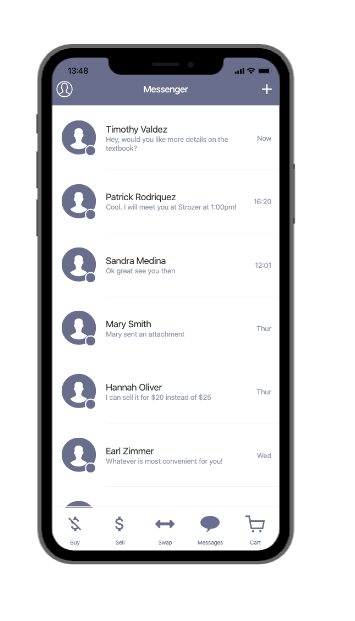 13:48
Messenger
Timothy Valdez
Hey, would you like more details on the
textbook?
Now
Patrick Rodriquez
Cool. I will meet you at Strozer at 1:00pm!
16:20
Sandra Medina
Ok great see you then
12:01
Mary Smith
Mary sent an attachment
Thur
Hannah Oliver
I can sell it for $20 instead of $25
Thur
Earl Zimmer
Whatever is most convenient for you!
Wed
Buy
Sell
Swap
Messages
Cart